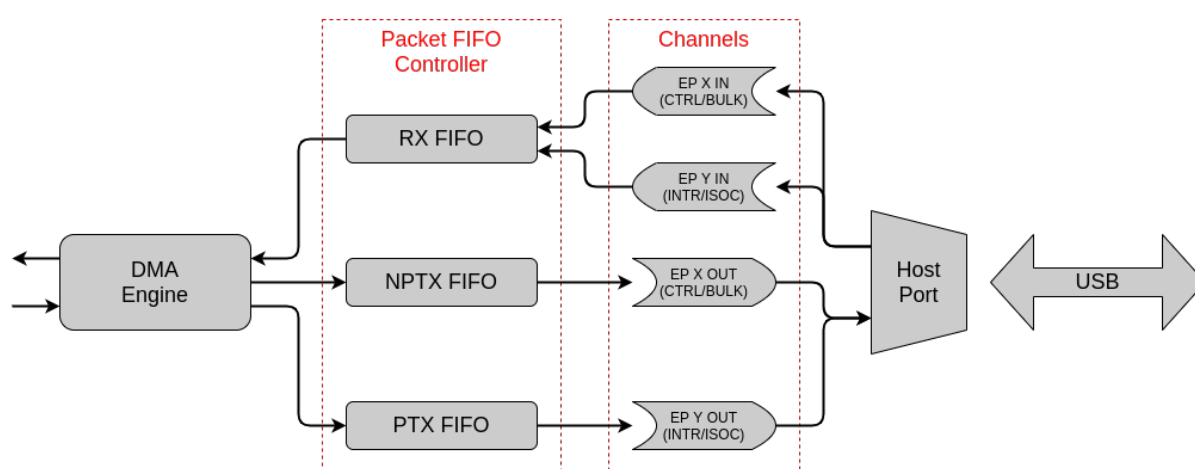 Packet FIFO
Controller
Channels
EP X IN
(CTRL/BULK)
RX FIFO
EP Y IN
(INTR/ISOC)
DMA
Engine
NPTX FIFO
EP X OUT
(CTRL/BULK)
Host
Port
USB
PTX FIFO
EP Y OUT
(INTR/ISOC)